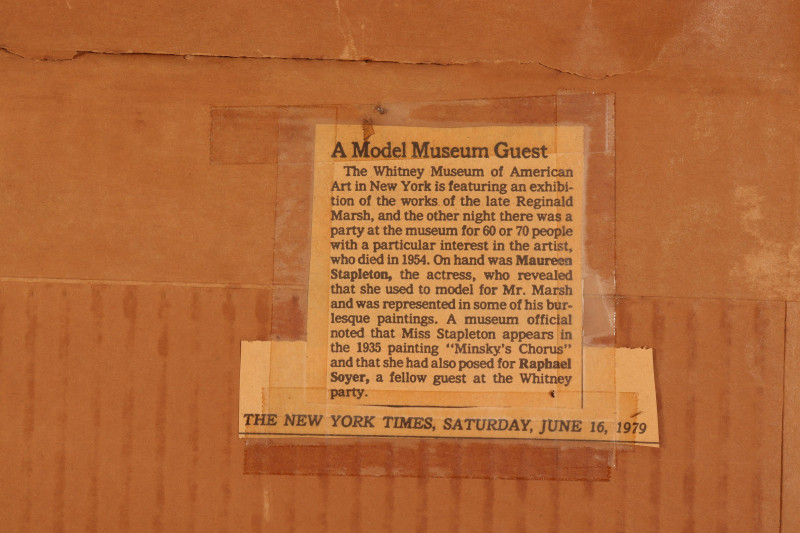 A Model Museum Guest
The Whitney Museum of American
Art in New York is featuring an exhibi-
tion of the works of the late Reginald
Marsh, and the other night there was a
party at the museum for 60 or 70 people
with a particular interest in the artist,
who died in 1954. On hand was Maureen
Stapleton, the actress, who revealed
that she used to model for Mr. Marsh
and was represented in some of his bur-
lesque paintings. A museum official
noted that Miss Stapleton appears in
the 1935 painting “Minsky's Chorus”
and that she had also posed for Raphael
Soyer, a fellow guest at the Whitney
party.
THE NEW YORK TIMES, SATURDAY, JUNE 16, 1979